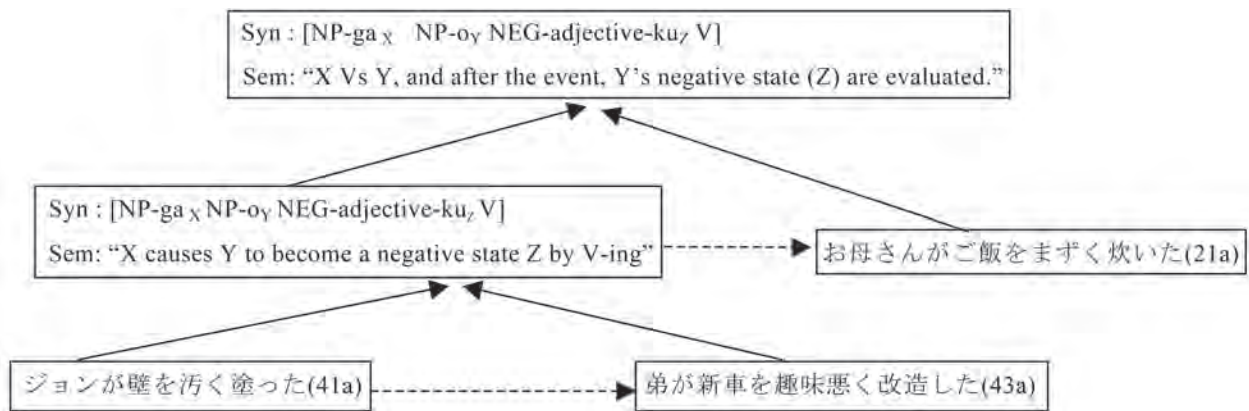 Syn : [NP-ga X NP-o Y NEG-adjective-ku Z V]
Sem: “X Vs Y, and after the event, Y’s negative state (Z) are evaluated.”
Syn : [NP-ga X NP-o Y NEG-adjective-ku Z V]
Sem: “X causes Y to become a negative state Z by V-ing”
お母さんがご飯をまずく炊いた(21a)
ジョンが壁を汚く塗った(41a)
弟が新車を趣味悪く改造した(43a)